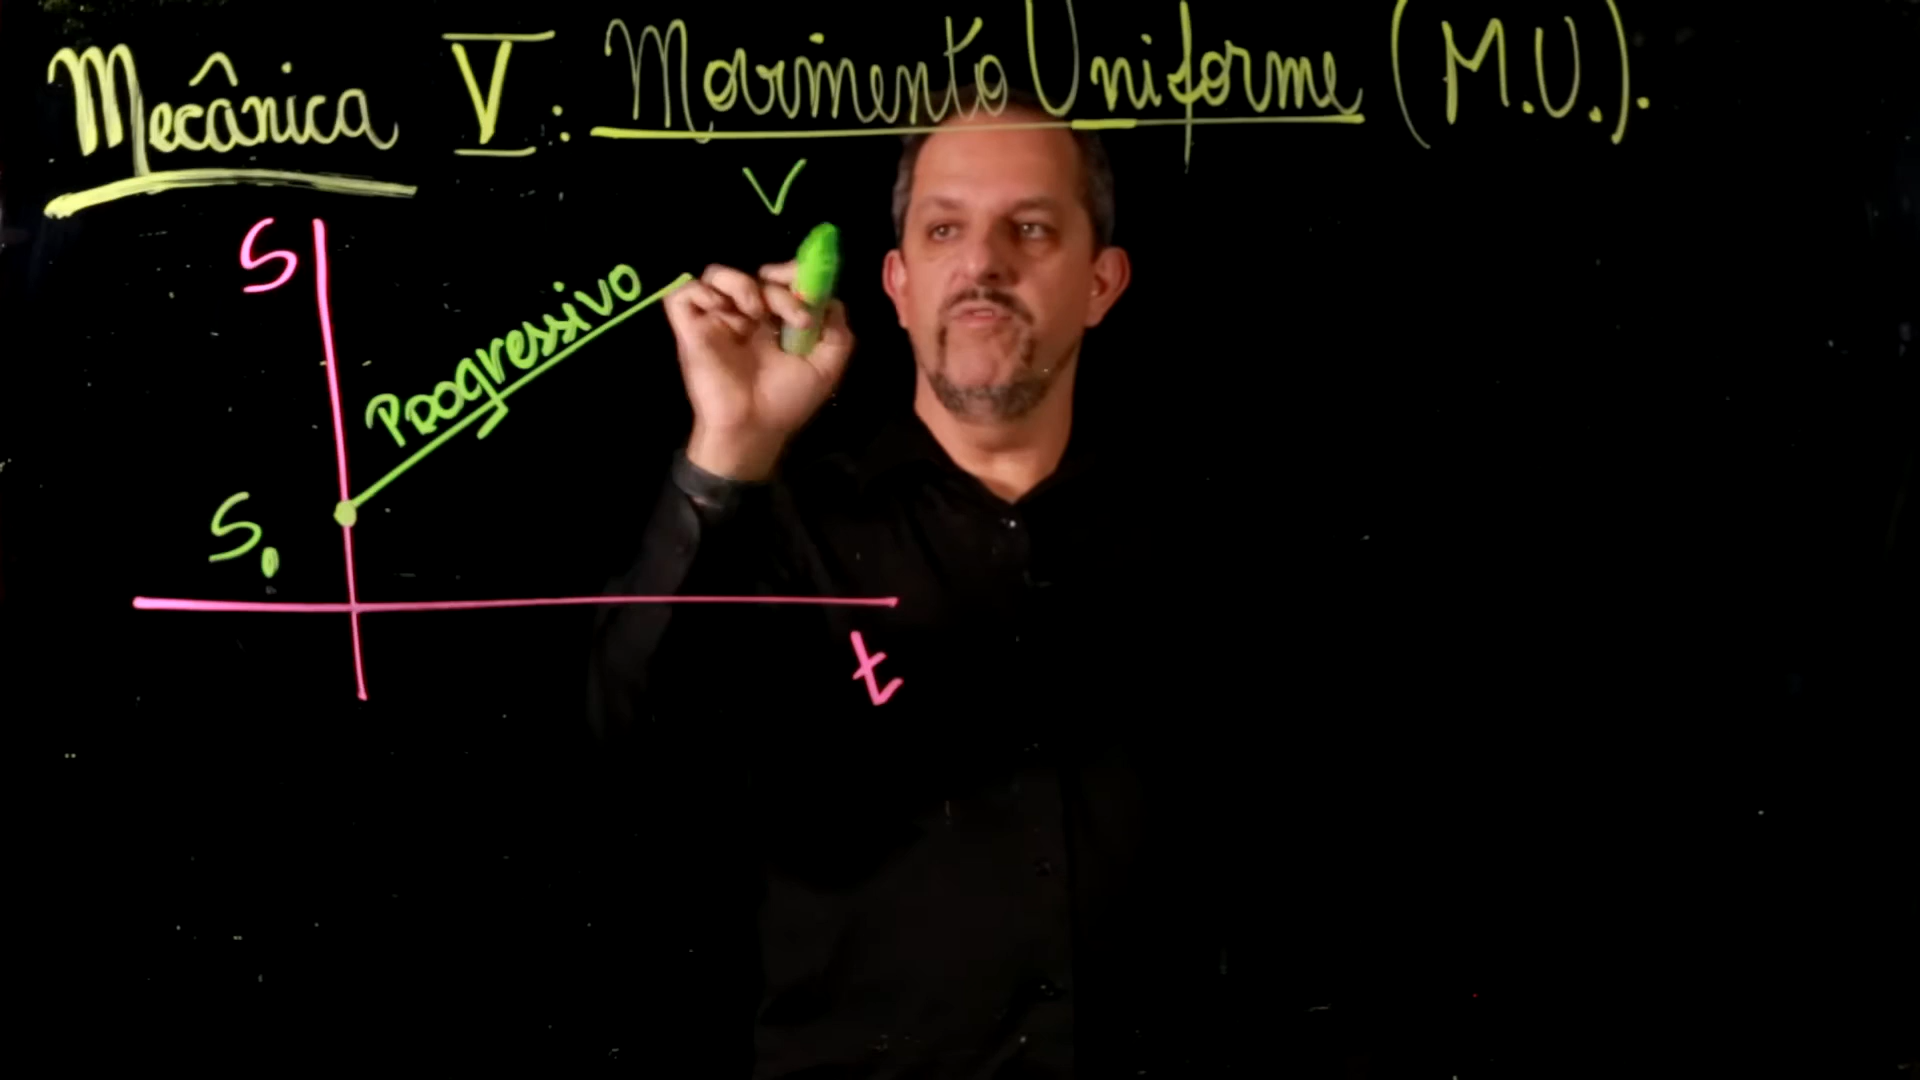 Mecânica V: Movimento Uniforme (M.U.).
V
S
Progressivo
S₀
t